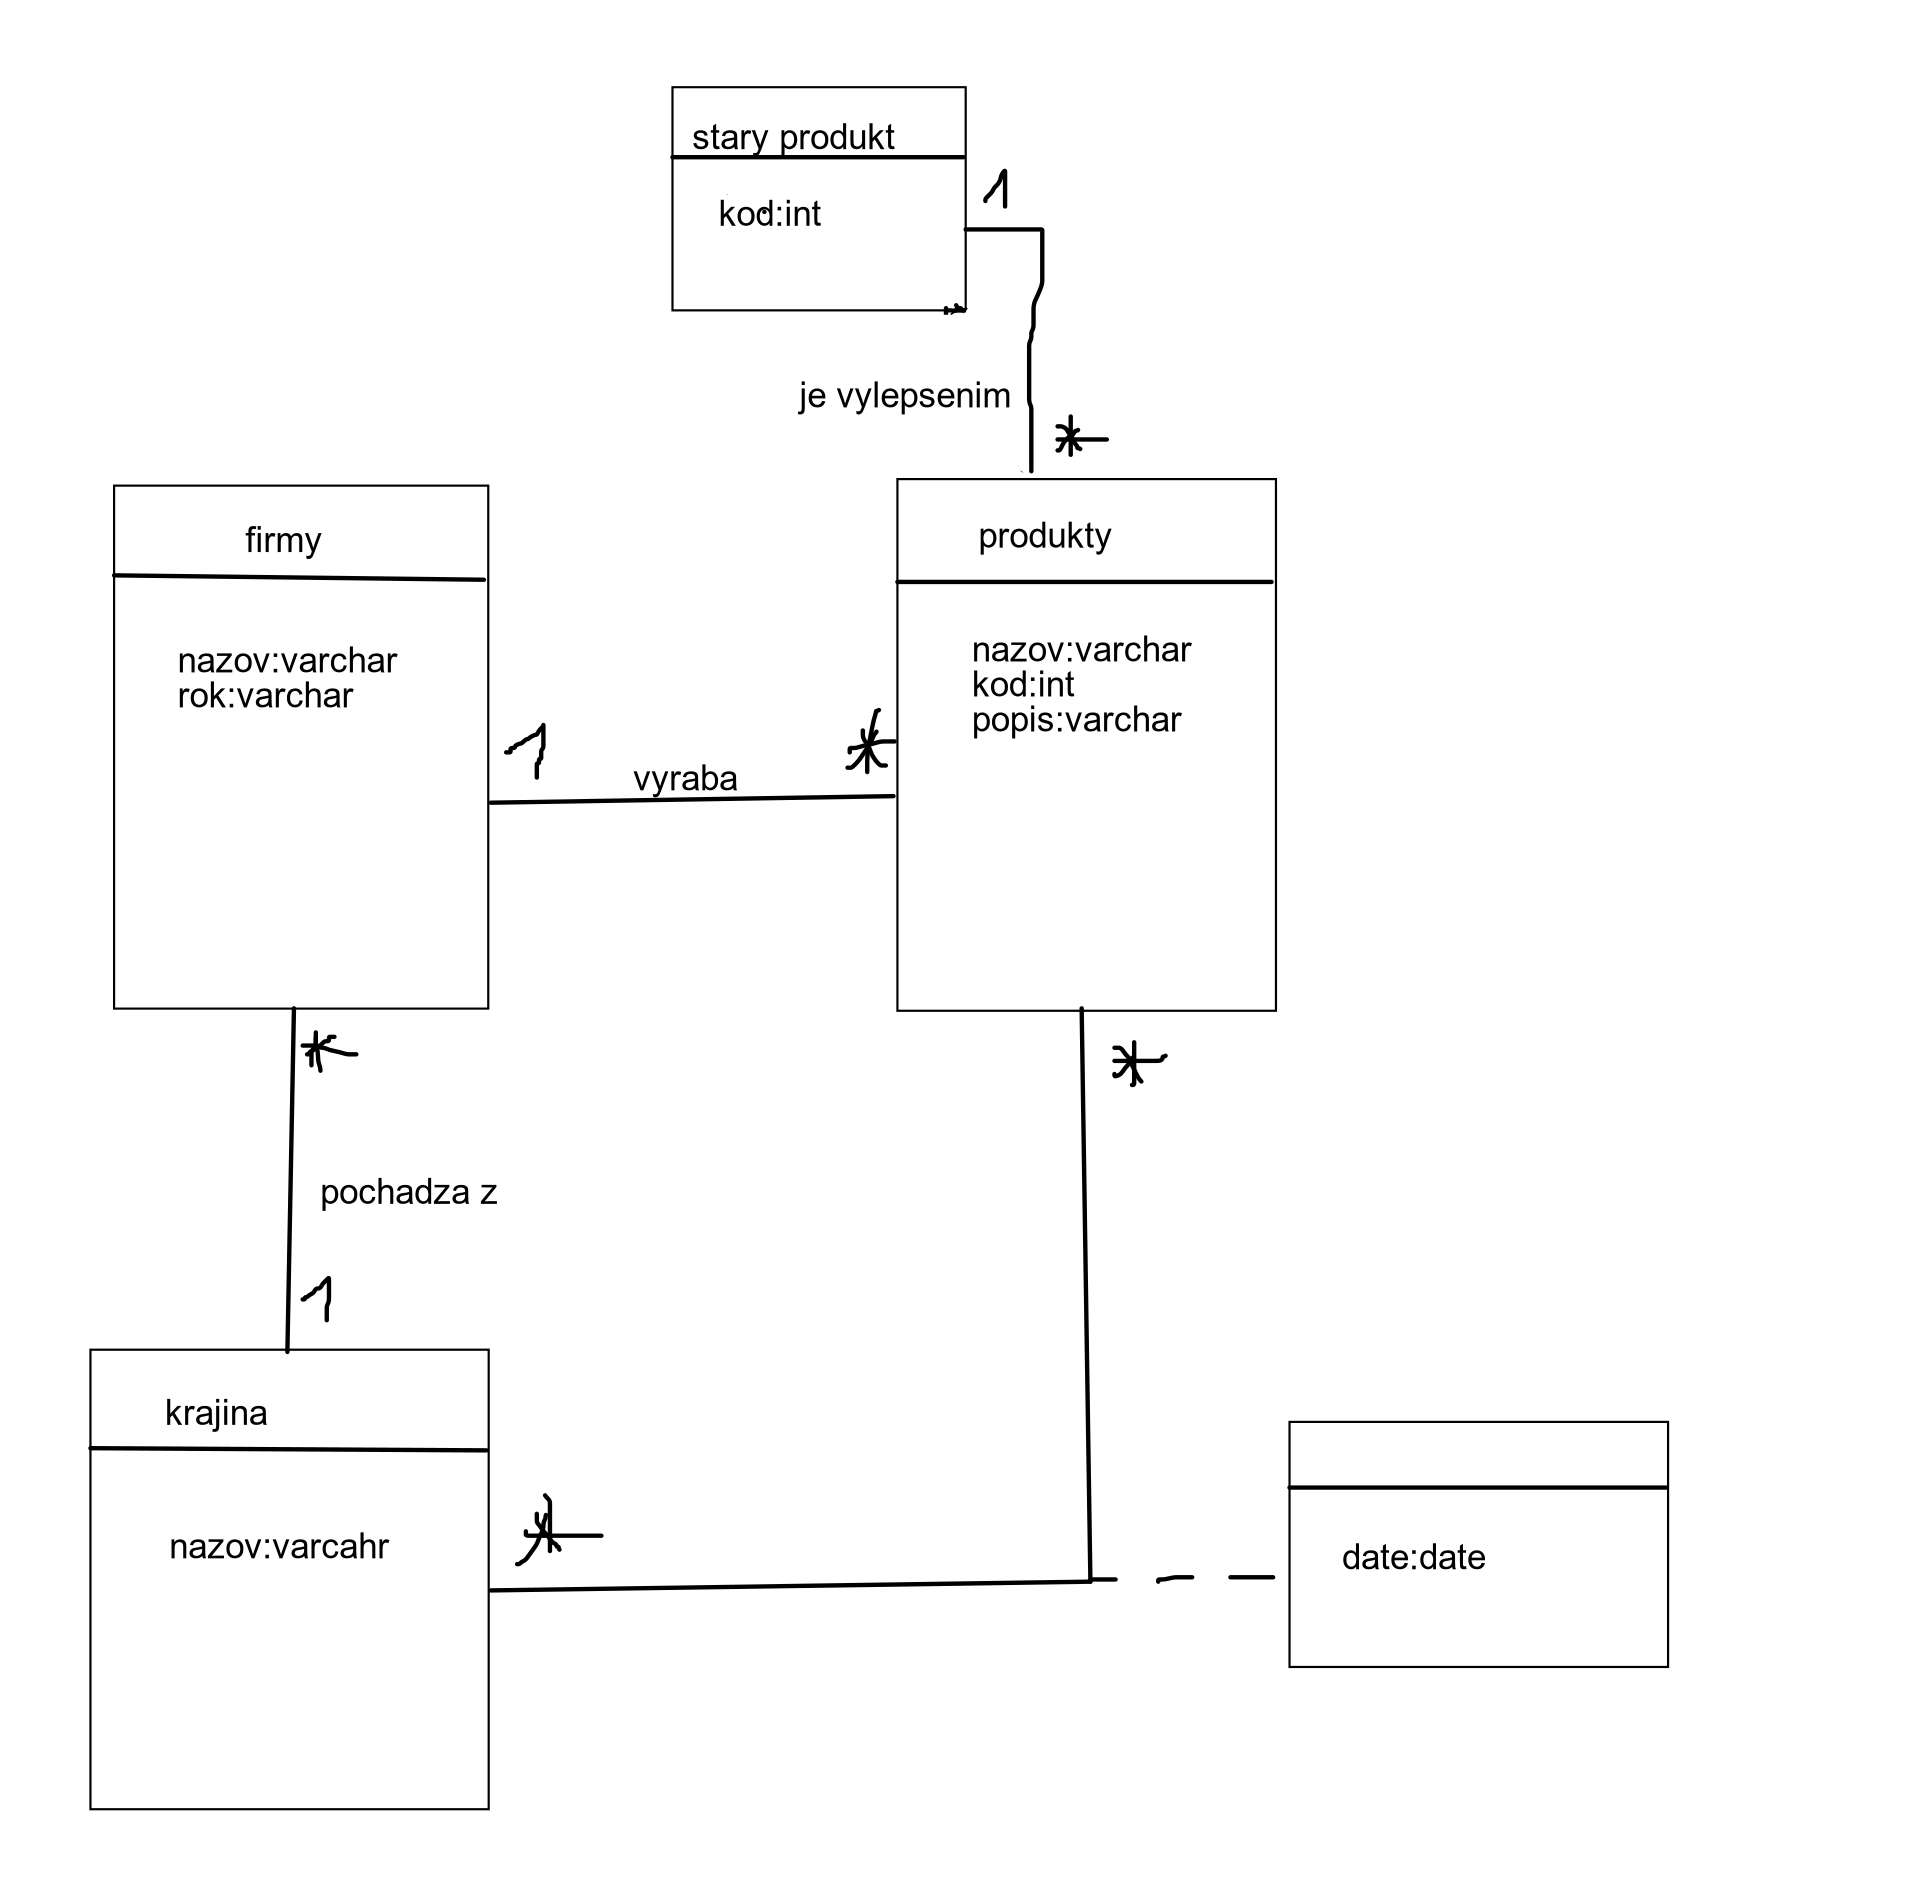 stary produkt
kod:int
1
je vylepsenim
*
firmy
nazov:varchar
rok:varchar
1
vyraba
*
produkty
nazov:varchar
kod:int
popis:varchar
*
pochadza z
1
*
krajina
nazov:varcahr
*
date:date